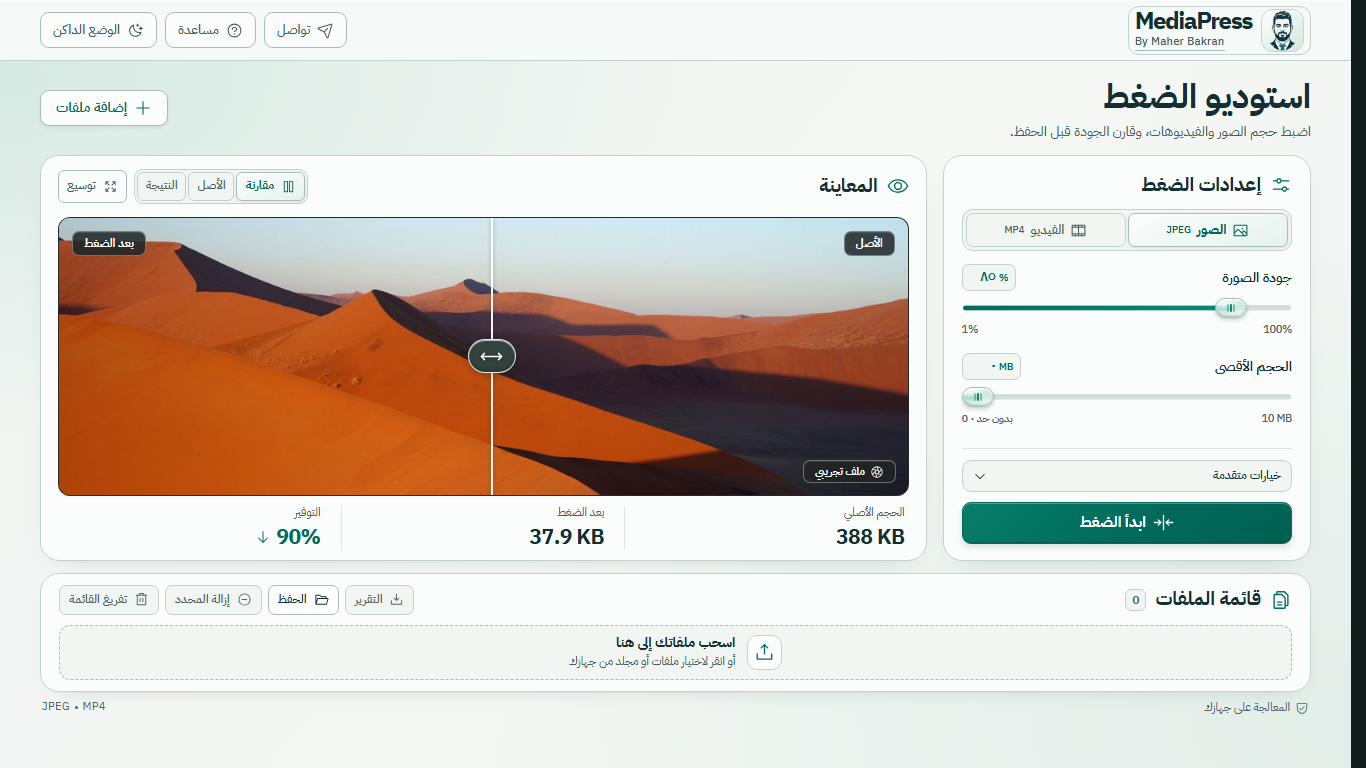 MediaPress
By Maher Bakran
تواصل
مساعدة
الوضع الداكن
استوديو الضغط
اضبط حجم الصور والفيديوهات، وقارن الجودة قبل الحفظ.
إضافة ملفات
إعدادات الضغط
الصور JPEG
الفيديو MP4
جودة الصورة
٨٥ %
1%
100%
الحجم الأقصى
٠ MB
بدون حد · 0
10 MB
خيارات متقدمة
ابدأ الضغط
المعاينة
مقارنة
الأصل
النتيجة
توسيع
الأصل
بعد الضغط
ملف تجريبي
الحجم الأصلي
388 KB
بعد الضغط
37.9 KB
التوفير
90% ↓
قائمة الملفات
0
التقرير
الحفظ
إزالة المحدد
تفريغ القائمة
اسحب ملفاتك إلى هنا
أو انقر لاختيار ملفات أو مجلد من جهازك
المعالجة على جهازك
JPEG • MP4